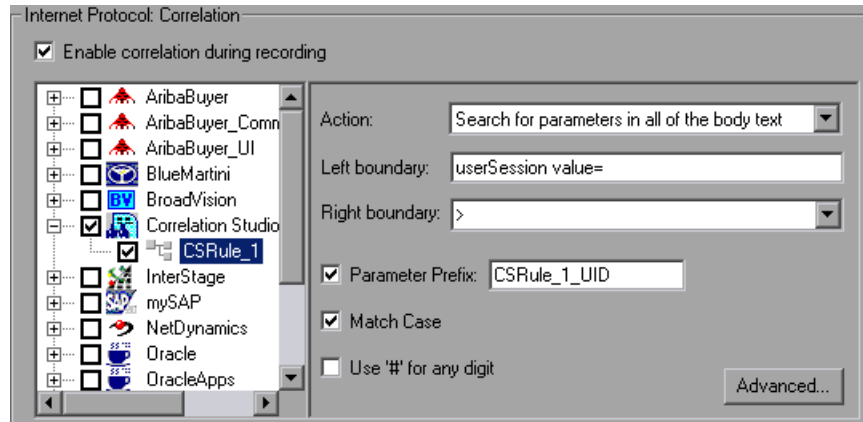 Internet Protocol: Correlation
Enable correlation during recording
AribaBuyer
AribaBuyer_Comn
AribaBuyer_UI
BlueMartini
BV BroadVision
Correlation Studio
CSRule_1
InterStage
SAP mySAP
NetDynamics
Oracle
OracleApps
Action: Search for parameters in all of the body text
Left boundary: userSession value=
Right boundary: >
Parameter Prefix: CSRule_1_UID
Match Case
Use '#' for any digit
Advanced...